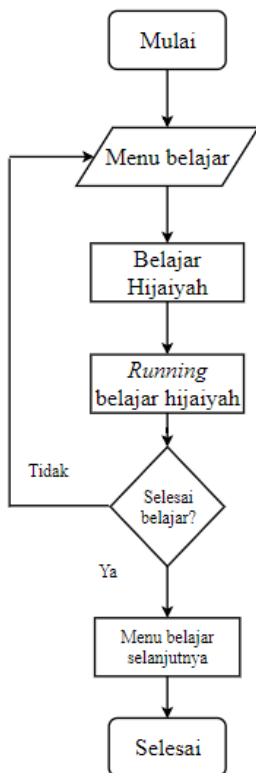 Mulai
Menu belajar
Belajar
Hijaiyah
Running
belajar hijaiyah
Selesai
belajar?
Tidak
Ya
Menu belajar
selanjutnya
Selesai